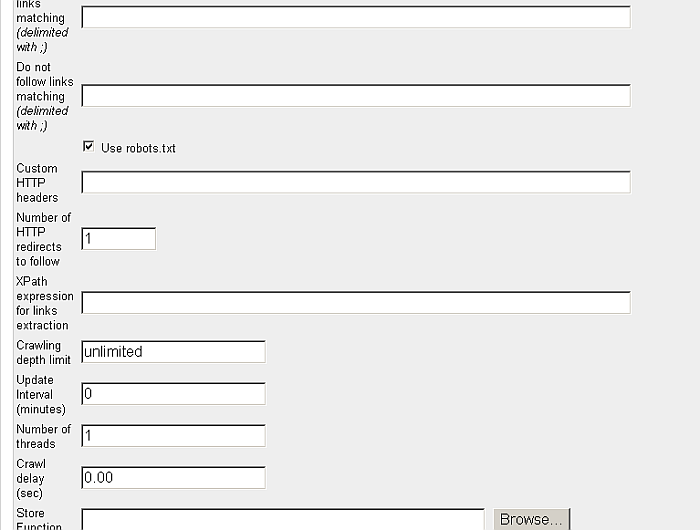 links
matching
(delimited
with ;)
Do not
follow links
matching
(delimited
with ;)
Use robots.txt
Custom
HTTP
headers
Number of
HTTP
redirects
to follow
1
XPath
expression
for links
extraction
Crawling
depth limit
unlimited
Update
Interval
(minutes)
0
Number of
threads
1
Crawl
delay
(sec)
0.00
Store
Function
Browse...